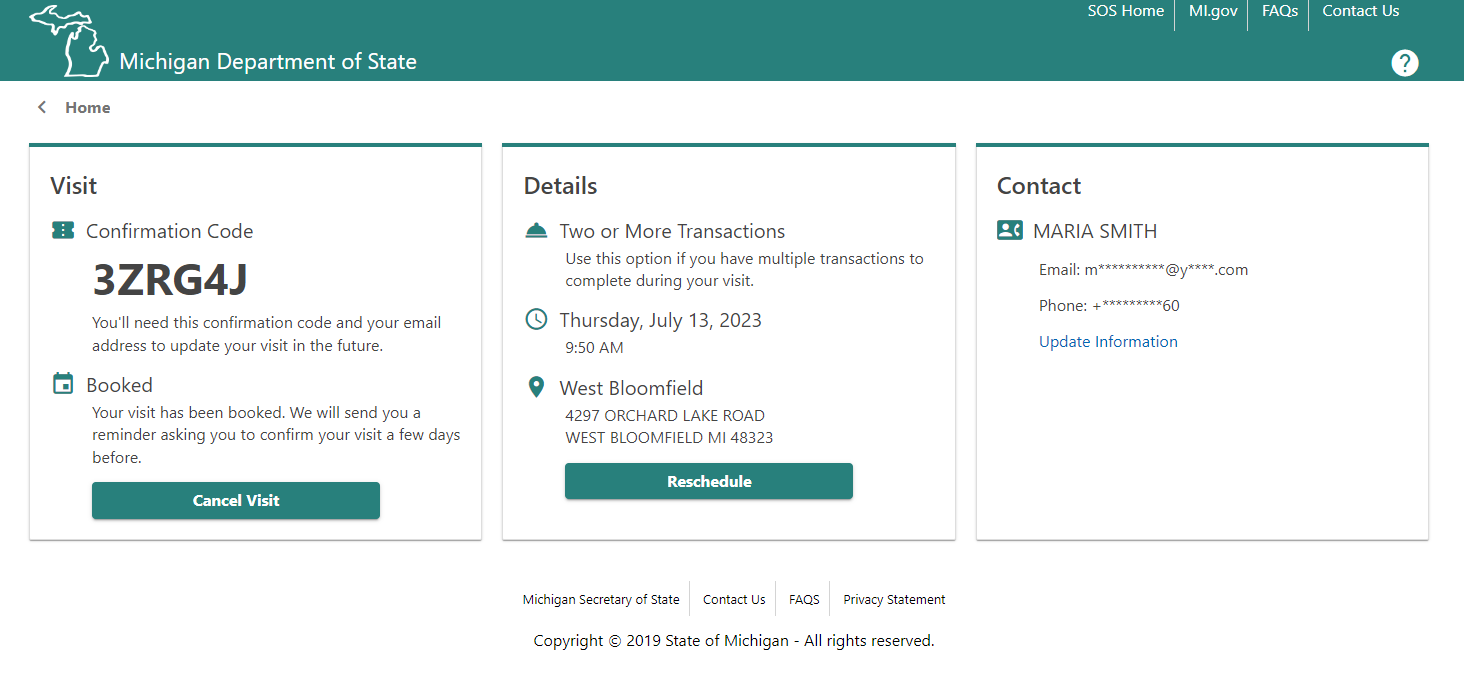 SOS Home
MI.gov
FAQs
Contact Us
Michigan Department of State
?
Home
Visit
Confirmation Code
3ZRG4J
You'll need this confirmation code and your email
address to update your visit in the future.
Booked
Your visit has been booked. We will send you a
reminder asking you to confirm your visit a few days
before.
Cancel Visit
Details
Two or More Transactions
Use this option if you have multiple transactions to
complete during your visit.
Thursday, July 13, 2023
9:50 AM
West Bloomfield
4297 ORCHARD LAKE ROAD
WEST BLOOMFIELD MI 48323
Reschedule
Contact
MARIA SMITH
Email: m**********@y****.com
Phone: +*********60
Update Information
Michigan Secretary of State
Contact Us
FAQS
Privacy Statement
Copyright © 2019 State of Michigan - All rights reserved.